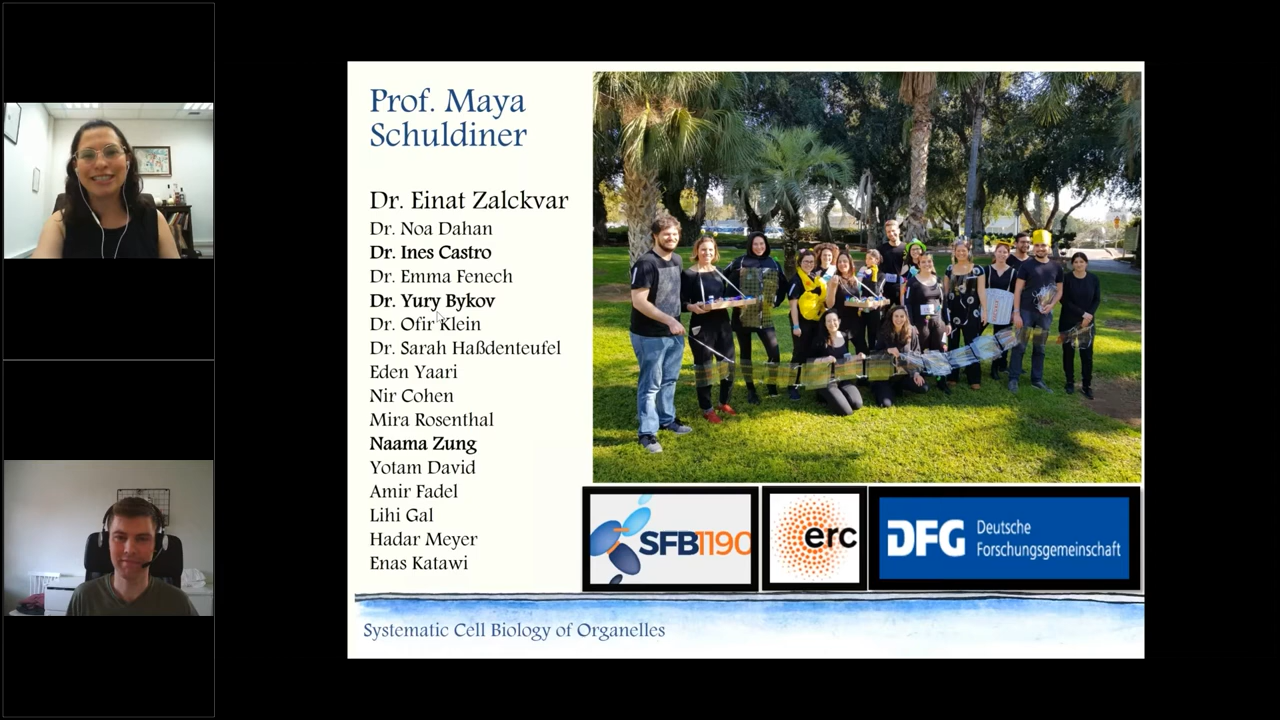 Prof. Maya
Schuldiner
Dr. Einat Zalckvar
Dr. Noa Dahan
Dr. Ines Castro
Dr. Emma Fenech
Dr. Yury Bykov
Dr. Ofir Klein
Dr. Sarah Haßdenteufel
Eden Yaari
Nir Cohen
Mira Rosenthal
Naama Zung
Yotam David
Amir Fadel
Lihi Gal
Hadar Meyer
Enas Katawi
SFB1190
erc
DFG
Deutsche
Forschungsgemeinschaft
Systematic Cell Biology of Organelles